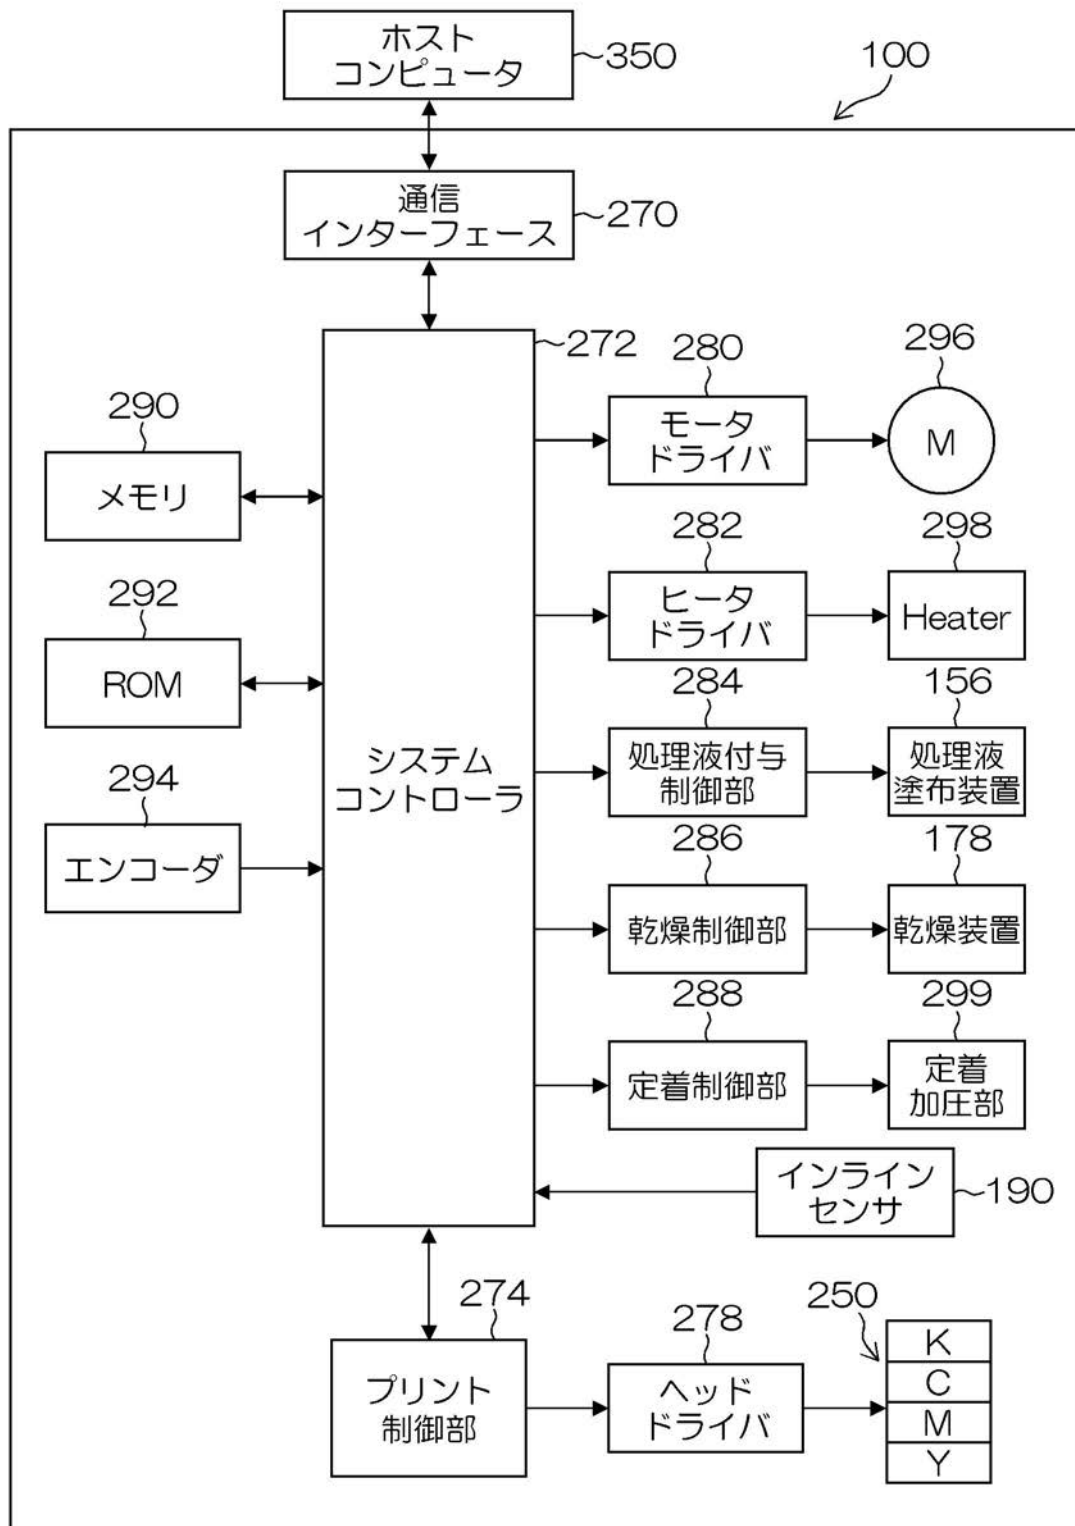 ホスト
コンピュータ
350
100
通信
インターフェース
270
272
280
296
モータ
ドライバ
M
290
メモリ
282
298
ヒータ
ドライバ
Heater
292
ROM
284
156
処理液付与
制御部
処理液
塗布装置
システム
コントローラ
294
エンコーダ
286
178
乾燥制御部
乾燥装置
288
299
定着制御部
定着
加圧部
インライン
センサ
190
274
プリント
制御部
278
ヘッド
ドライバ
250
K
C
M
Y